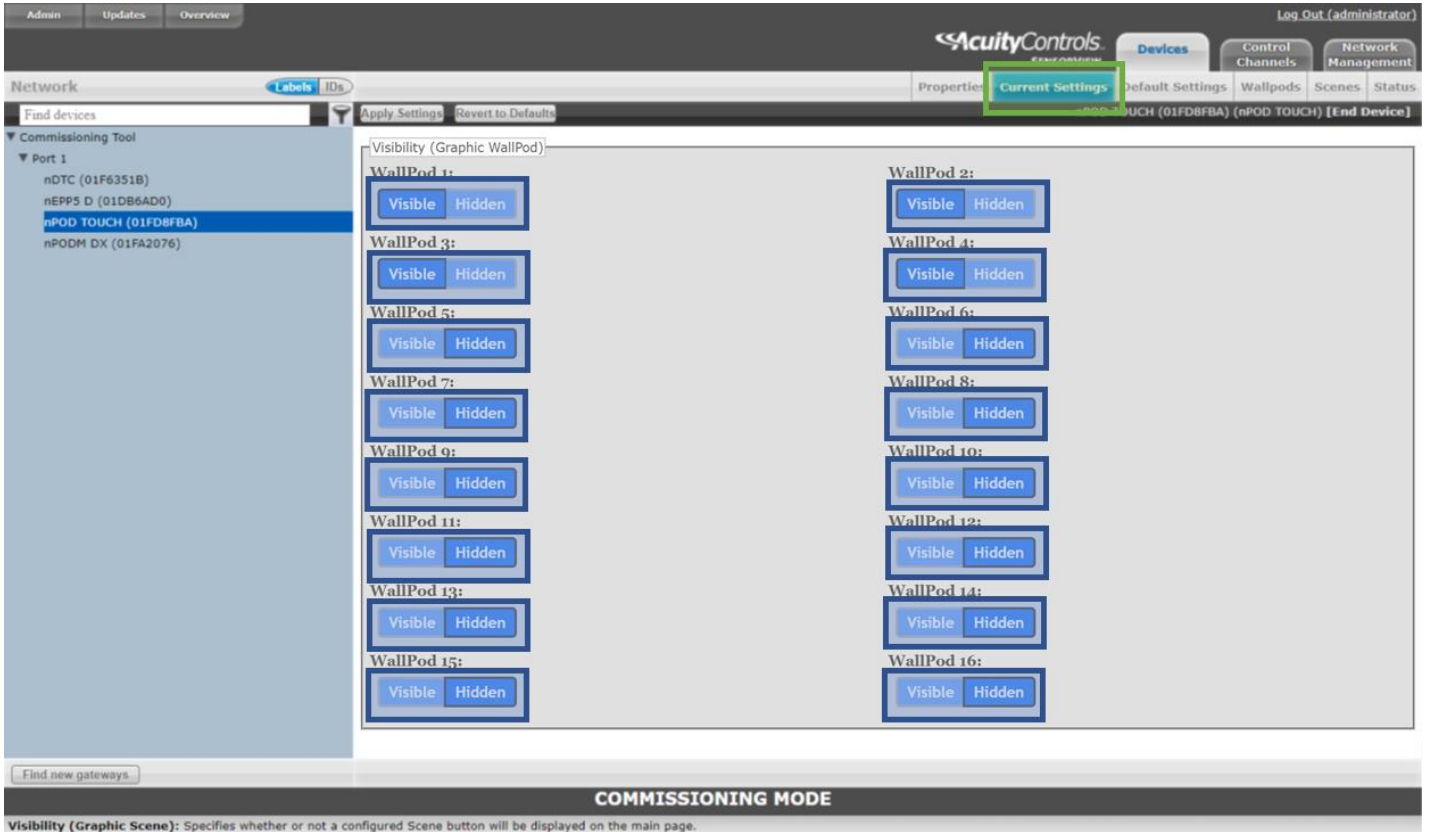 Admin Updates Overview
Log Out (administrator)
AcuityControls
Devices
Control Channels
Network Management
Network Labels IDs
Properties Current Settings Default Settings Wallpods Scenes Status
Find devices
Apply Settings Revert to Defaults
TOUCH (01FD8FBA) (nPOD TOUCH) [End Device]
Commissioning Tool
Port 1
nDTC (01F6351B)
nEPP5 D (01DB6AD0)
nPOD TOUCH (01FD8FBA)
nPODM DX (01FA2076)
Visibility (Graphic WallPod)
WallPod 1: WallPod 2:
Visible Hidden Visible Hidden
WallPod 3: WallPod 4:
Visible Hidden Visible Hidden
WallPod 5: WallPod 6:
Visible Hidden Visible Hidden
WallPod 7: WallPod 8:
Visible Hidden Visible Hidden
WallPod 9: WallPod 10:
Visible Hidden Visible Hidden
WallPod 11: WallPod 12:
Visible Hidden Visible Hidden
WallPod 13: WallPod 14:
Visible Hidden Visible Hidden
WallPod 15: WallPod 16:
Visible Hidden Visible Hidden
Find new gateways
COMMISSIONING MODE
Visibility (Graphic Scene): Specifies whether or not a configured Scene button will be displayed on the main page.